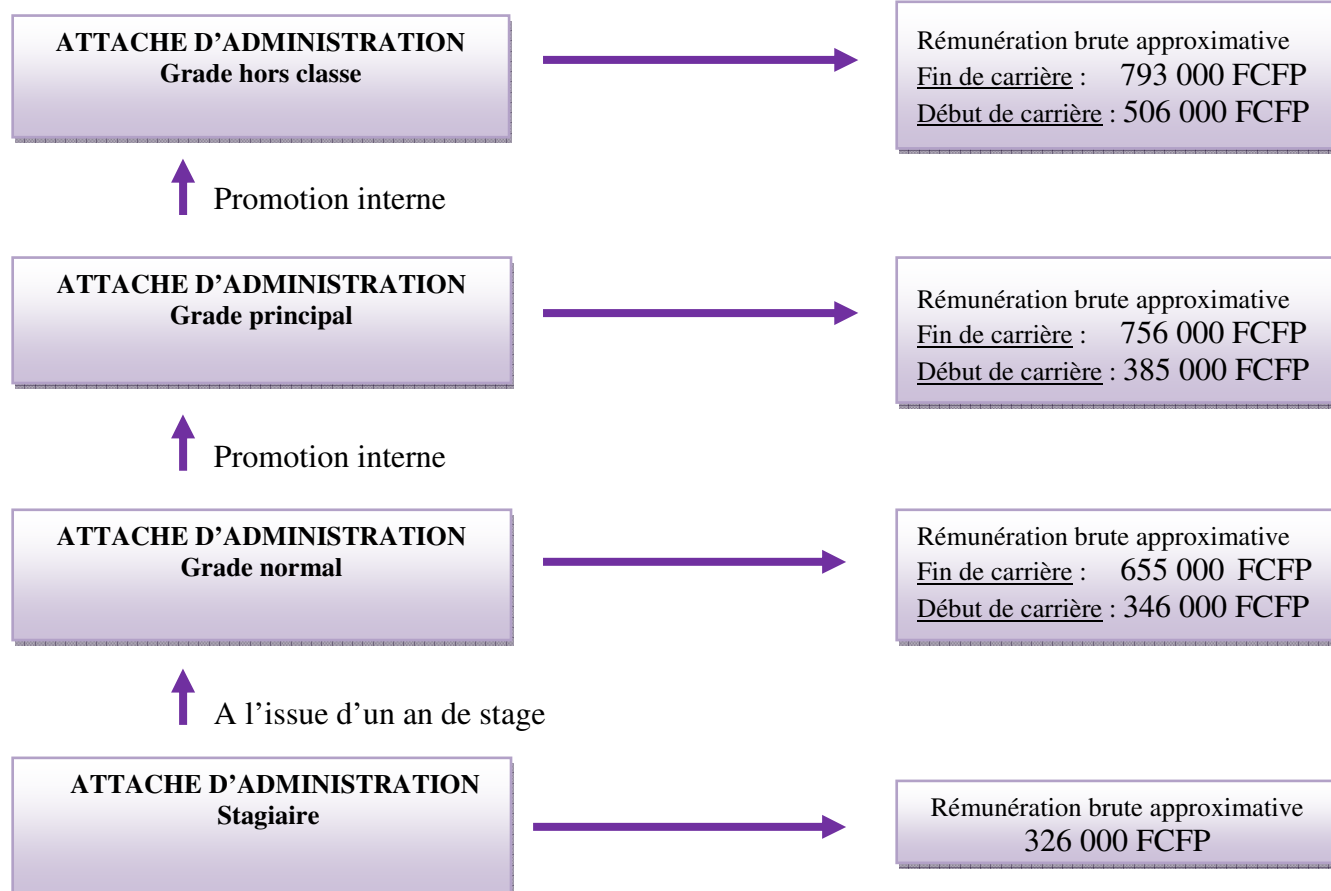 ATTACHE D'ADMINISTRATION
Grade hors classe
Rémunération brute approximative
Fin de carrière : 793 000 FCFP
Début de carrière : 506 000 FCFP
Promotion interne
ATTACHE D'ADMINISTRATION
Grade principal
Rémunération brute approximative
Fin de carrière : 756 000 FCFP
Début de carrière : 385 000 FCFP
Promotion interne
ATTACHE D'ADMINISTRATION
Grade normal
Rémunération brute approximative
Fin de carrière : 655 000 FCFP
Début de carrière : 346 000 FCFP
A l'issue d'un an de stage
ATTACHE D'ADMINISTRATION
Stagiaire
Rémunération brute approximative
326 000 FCFP